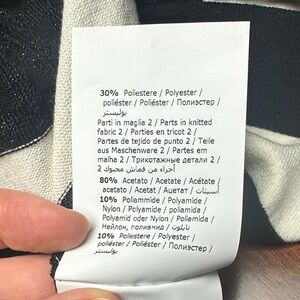 30% Poliestere / Polyester /
poliéster / Poliéster / Полиэстер /
بوليستر
Parti in maglia 2 / Parts in knitted
fabric 2 / Parties en tricot 2 /
Partes de tejido de punto 2 / Teile
aus Maschenware 2 / Partes em
malha 2 / Трикотажные детали 2 /
أجزاء من قماش محبوك 2
80% Acetato / Acetate / Acétate /
acetato / Acetat / Ацетат / أسيتات
10% Poliammide / Polyamide /
Nylon / Polyamide / poliamida /
Polyamid oder Nylon / Poliamida /
Нейлон, полиамид / نايلون
10% Poliestere / Polyester /
poliéster / Poliéster / Полиэстер /
بوليستر